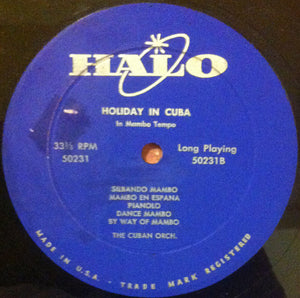 HALO
HOLIDAY IN CUBA
In Mambo Tempo
33⅓ RPM Long Playing
50231 50231B
SILBANDO MAMBO
MAMBO EN ESPANA
PIANOLO
DANCE MAMBO
BY WAY OF MAMBO
THE CUBAN ORCH.
MADE IN U.S.A. - TRADE MARK REGISTERED